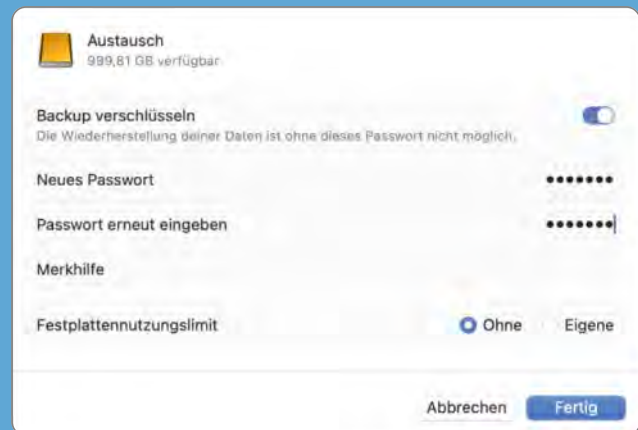 Austausch
999,81 GB verfügbar
Backup verschlüsseln
Die Wiederherstellung deiner Daten ist ohne dieses Passwort nicht möglich.
Neues Passwort •••••••
Passwort erneut eingeben •••••••
Merkhilfe
Festplattennutzungslimit Ohne Eigene
Abbrechen Fertig